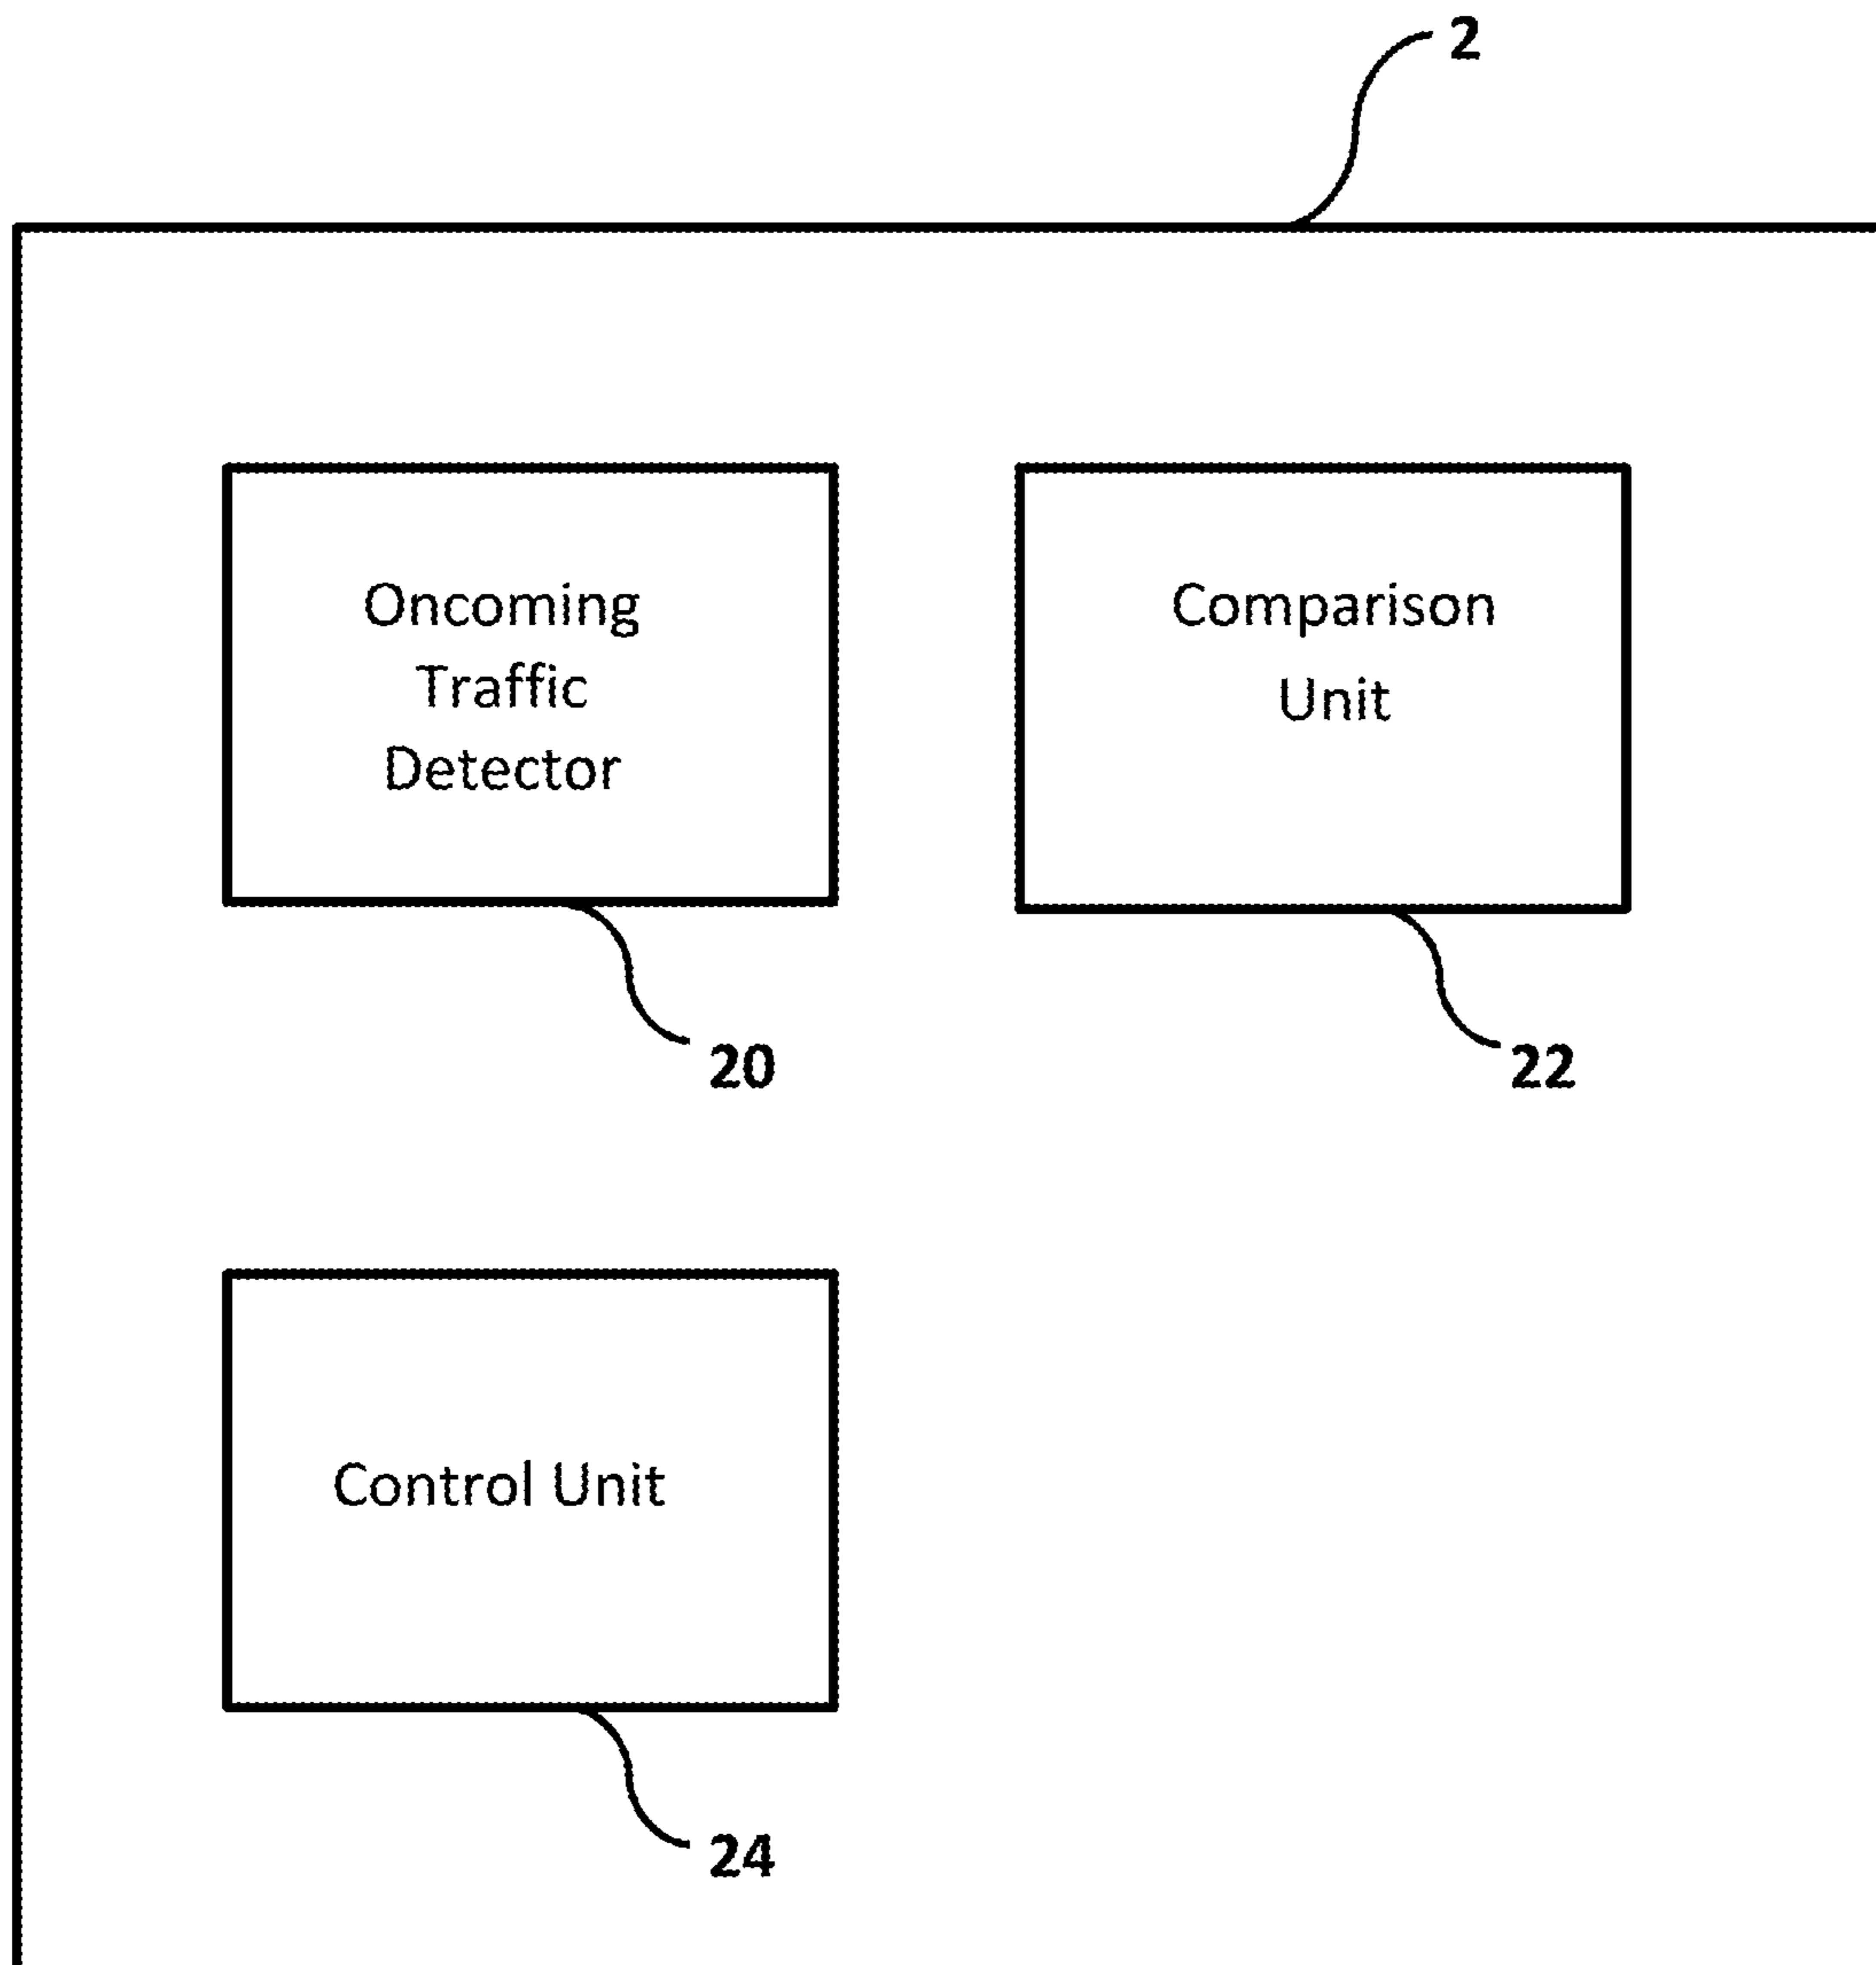 2
Oncoming
Traffic
Detector
20
Comparison
Unit
22
Control Unit
24